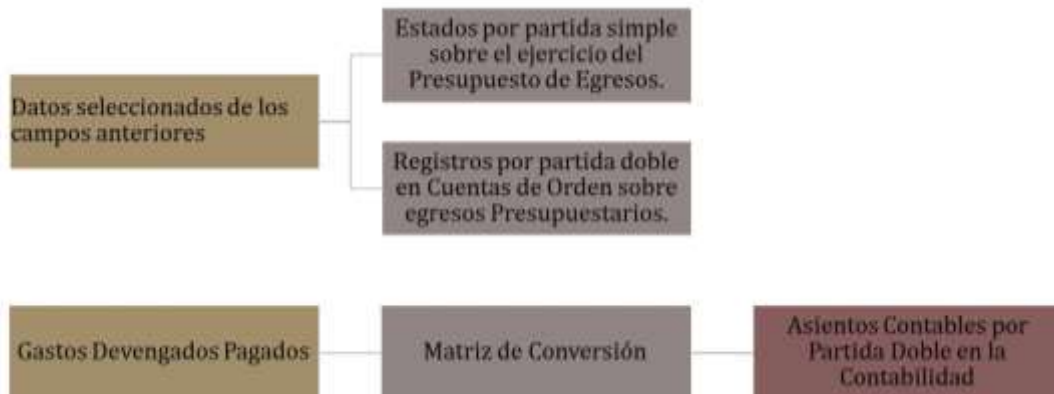 Estados por partida simple
sobre el ejercicio del
Presupuesto de Egresos.
Datos seleccionados de los
campos anteriores
Registros por partida doble
en Cuentas de Orden sobre
egresos Presupuestarios.
Gastos Devengados Pagados
Matriz de Conversión
Asientos Contables por
Partida Doble en la
Contabilidad